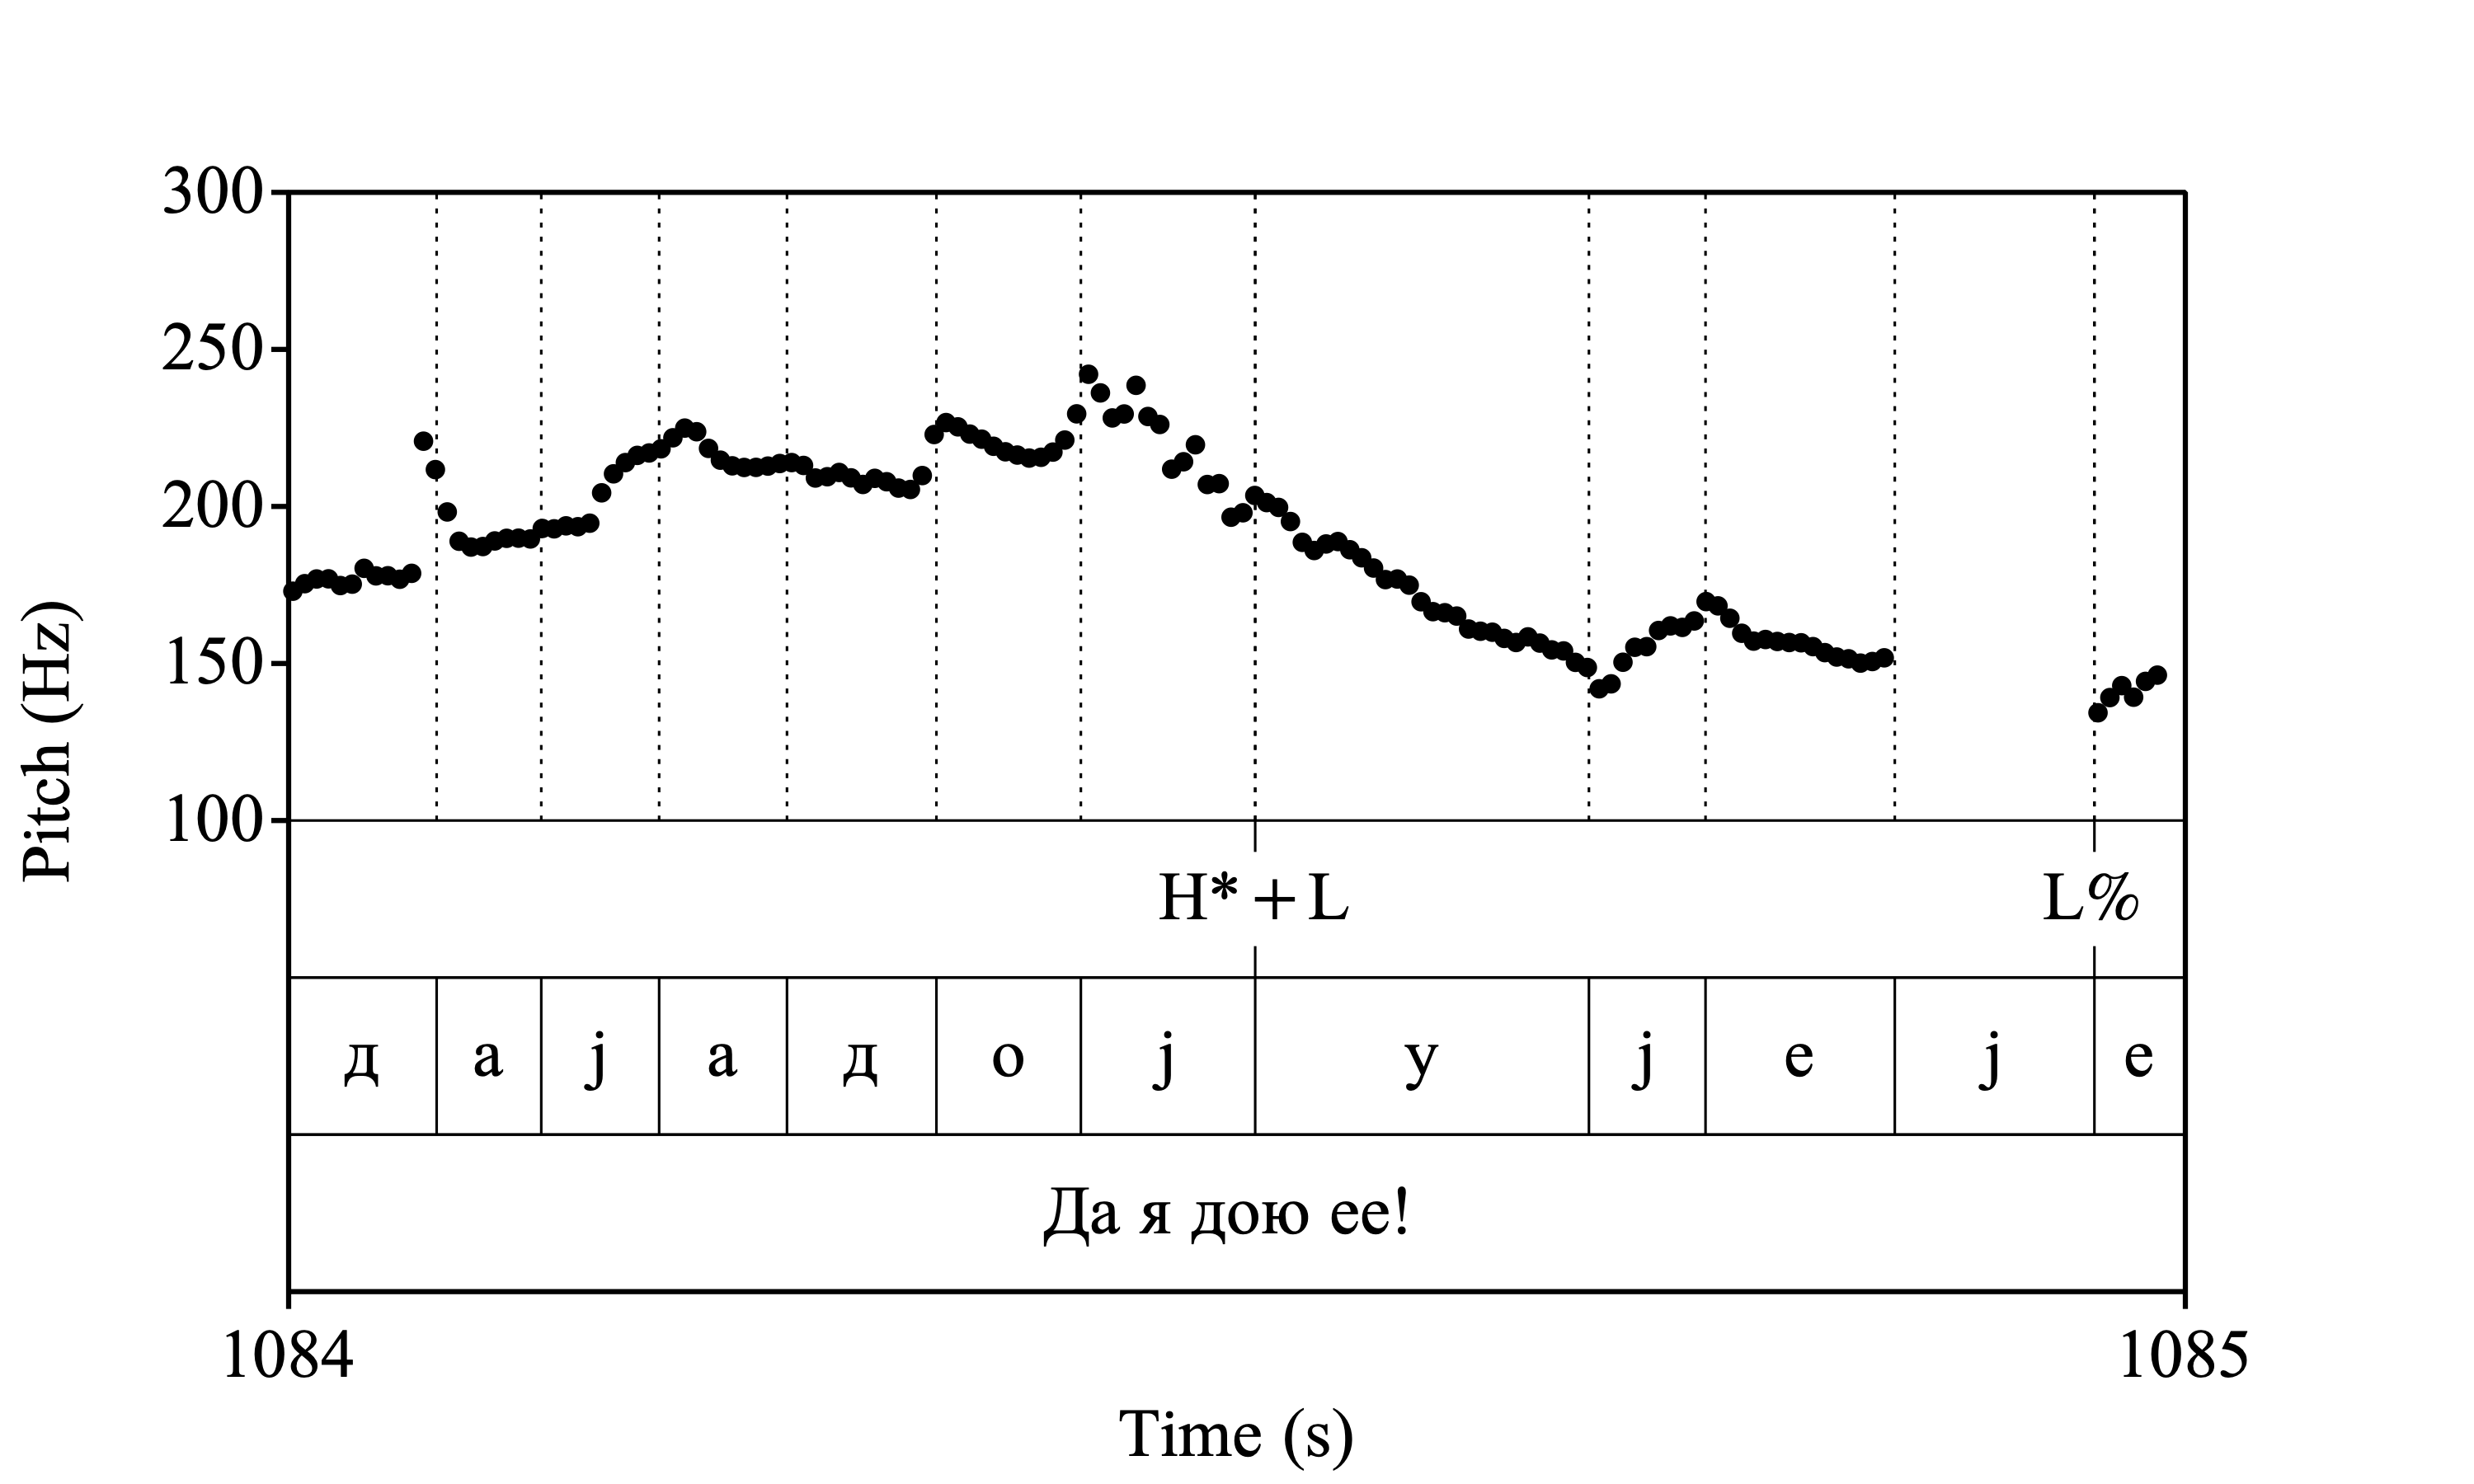 300
250
200
150
100
Pitch (Hz)
H*+L L%
д а j а д о j у j е j е
Да я дою ее!
1084 1085
Time (s)